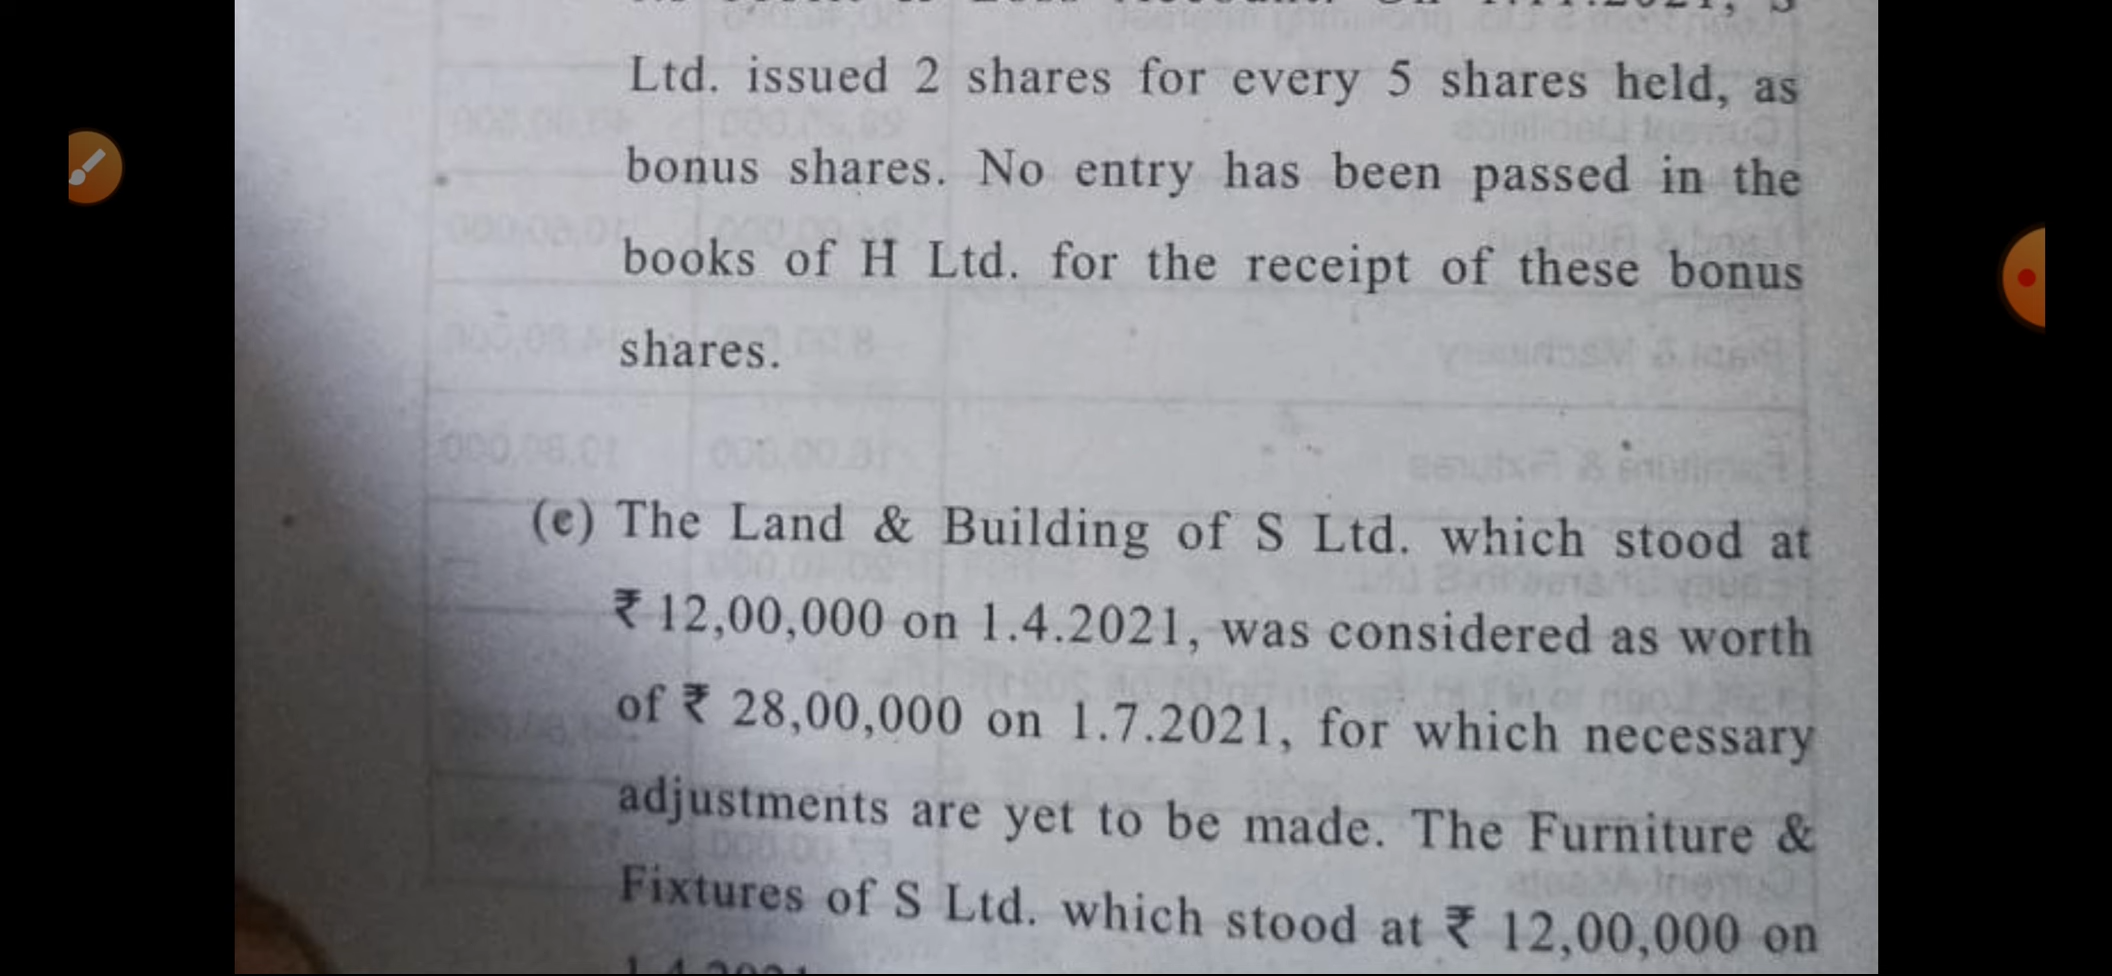 Ltd. issued 2 shares for every 5 shares held, as
bonus shares. No entry has been passed in the
books of H Ltd. for the receipt of these bonus
shares.
(e) The Land & Building of S Ltd. which stood at
₹ 12,00,000 on 1.4.2021, was considered as worth
of ₹ 28,00,000 on 1.7.2021, for which necessary
adjustments are yet to be made. The Furniture &
Fixtures of S Ltd. which stood at ₹ 12,00,000 on